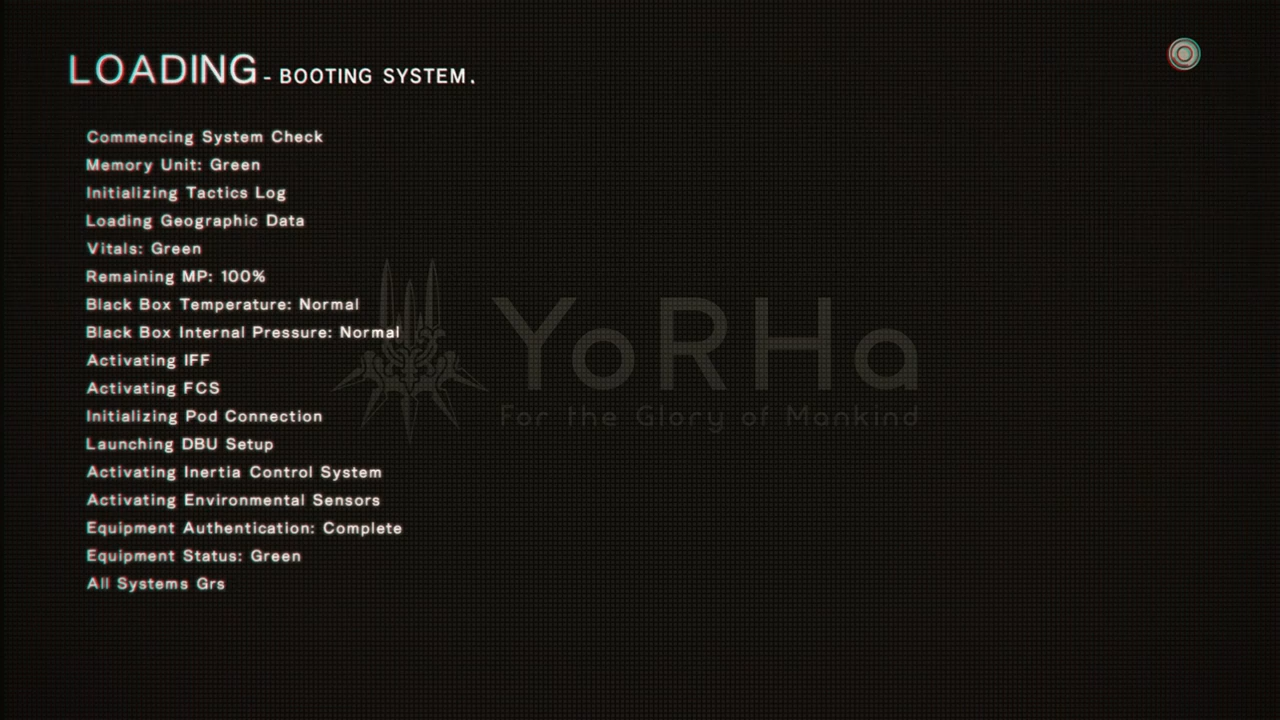 LOADING - BOOTING SYSTEM.
Commencing System Check
Memory Unit: Green
Initializing Tactics Log
Loading Geographic Data
Vitals: Green
Remaining MP: 100%
Black Box Temperature: Normal
Black Box Internal Pressure: Normal
Activating IFF
Activating FCS
Initializing Pod Connection
Launching DBU Setup
Activating Inertia Control System
Activating Environmental Sensors
Equipment Authentication: Complete
Equipment Status: Green
All Systems Grs
YoRHa
For the Glory of Mankind